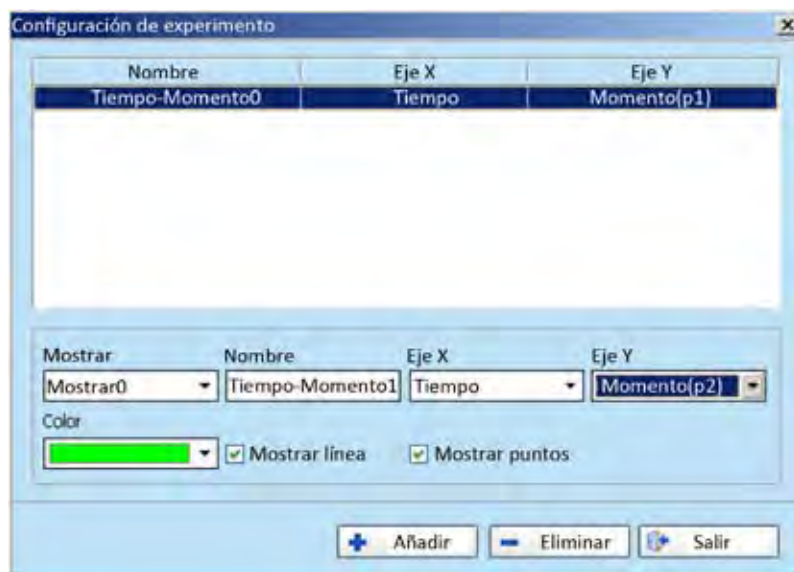 Configuración de experimento
Nombre Eje X Eje Y
Tiempo-Momento0 Tiempo Momento(p1)
Mostrar Nombre Eje X Eje Y
Mostrar0 Tiempo-Momento1 Tiempo Momento(p2)
Color
Mostrar línea Mostrar puntos
Añadir Eliminar Salir